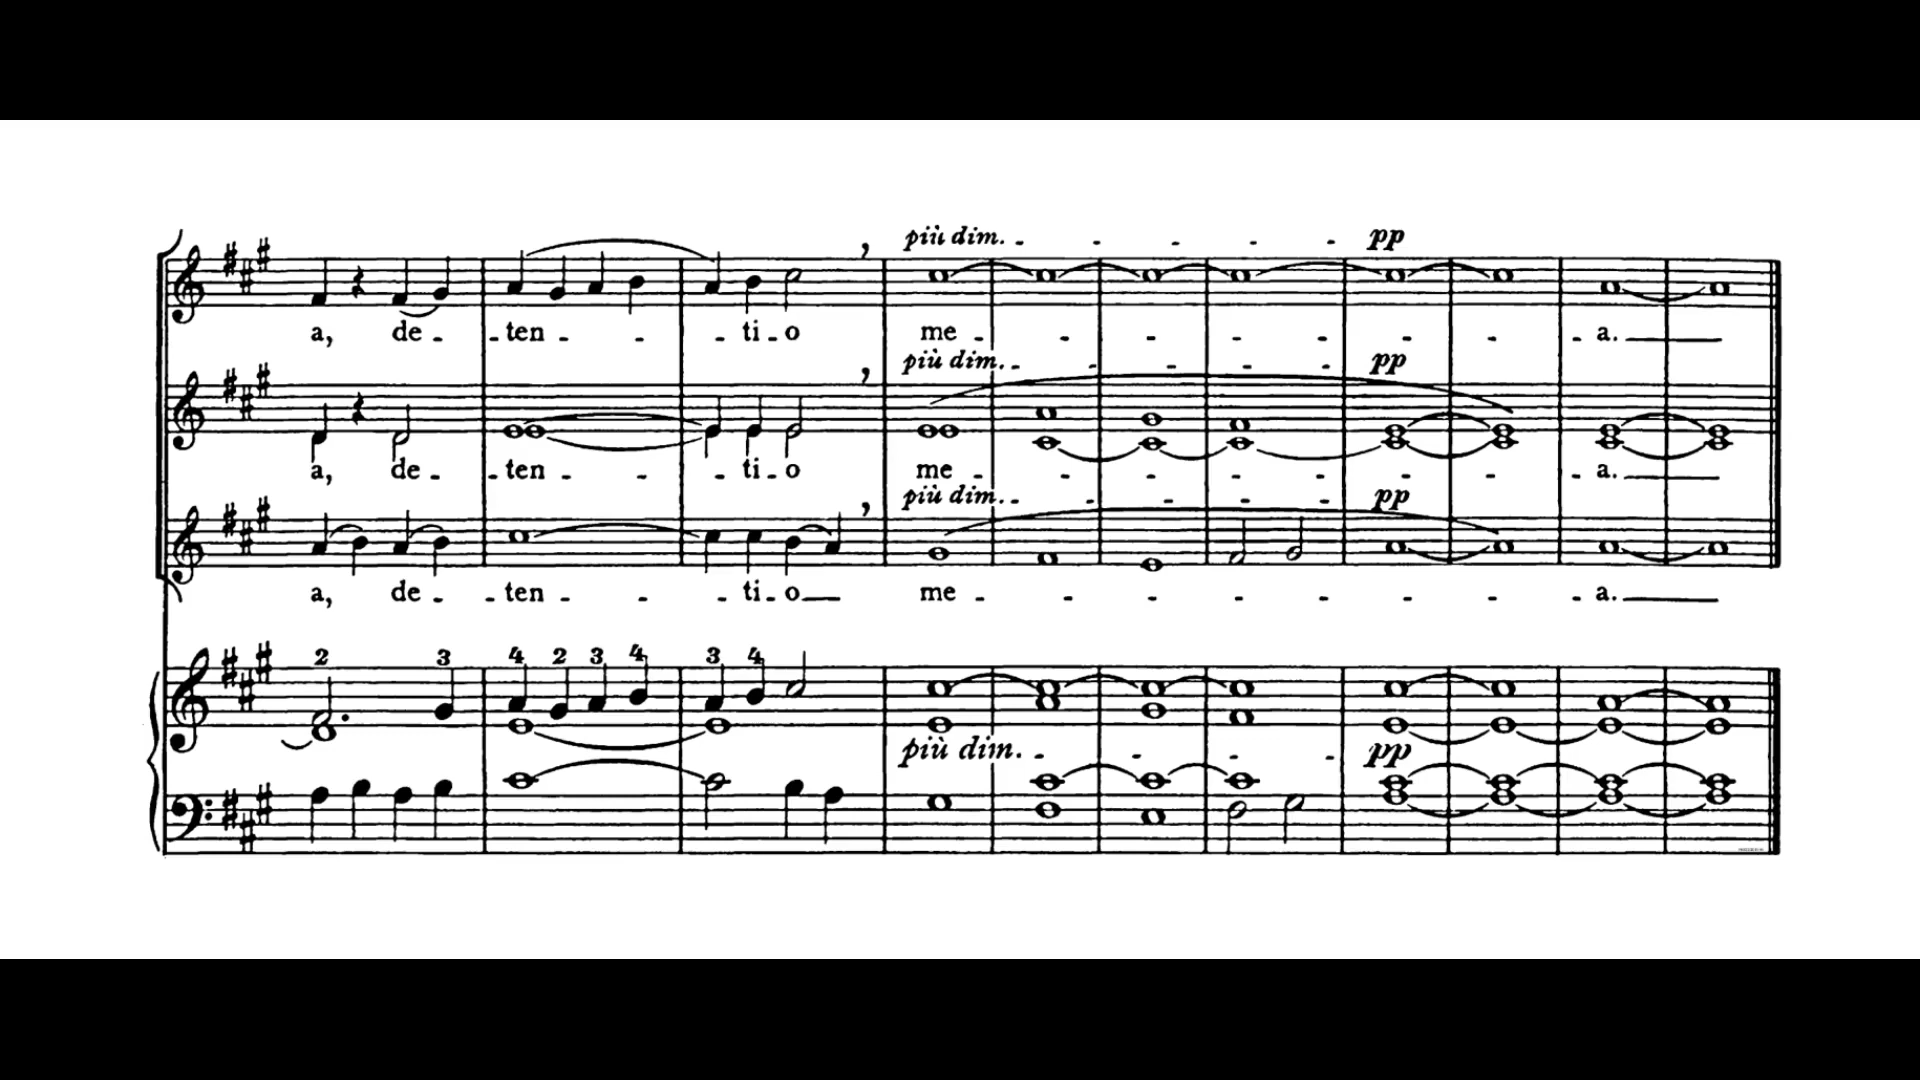 più dim. - - - - - pp
a, de - - ten - - - ti - o me - - - - - - - - a.
più dim. - - - - - pp
a, de - - ten - - - ti - o me - - - - - - - - a.
più dim. - - - - - pp
a, de - - ten - - - ti - o me - - - - - - - - a.
2 3 4 2 3 4 3 4
più dim. - - - - pp